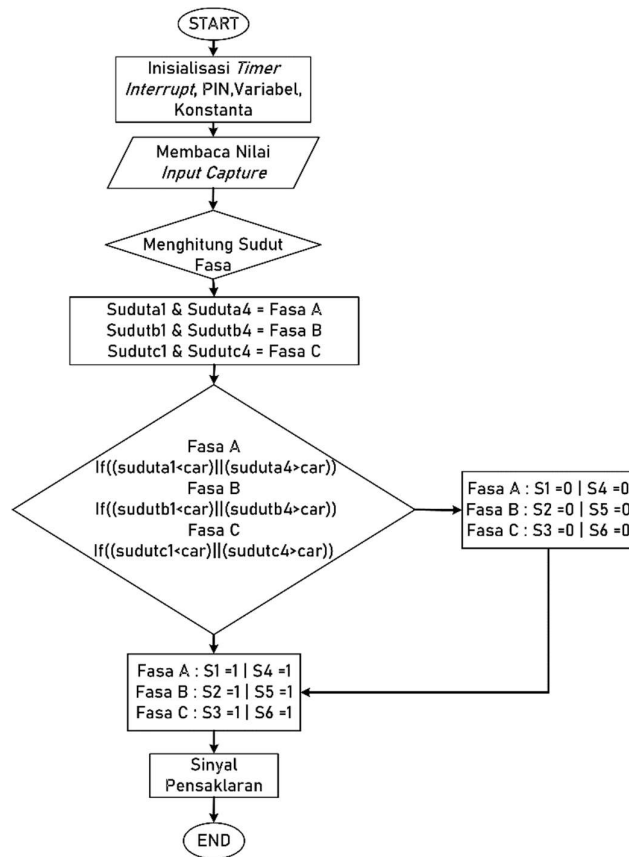 START
Inisialisasi Timer
Interrupt, PIN,Variabel,
Konstanta
Membaca Nilai
Input Capture
Menghitung Sudut
Fasa
Suduta1 & Suduta4 = Fasa A
Sudutb1 & Sudutb4 = Fasa B
Sudutc1 & Sudutc4 = Fasa C
Fasa A
If((suduta1<car)||(suduta4>car))
Fasa B
If((sudutb1<car)||(sudutb4>car))
Fasa C
If((sudutc1<car)||(sudutc4>car))
Fasa A : S1 =0 | S4 =0
Fasa B : S2 =0 | S5 =0
Fasa C : S3 =0 | S6 =0
Fasa A : S1 =1 | S4 =1
Fasa B : S2 =1 | S5 =1
Fasa C : S3 =1 | S6 =1
Sinyal
Pensaklaran
END